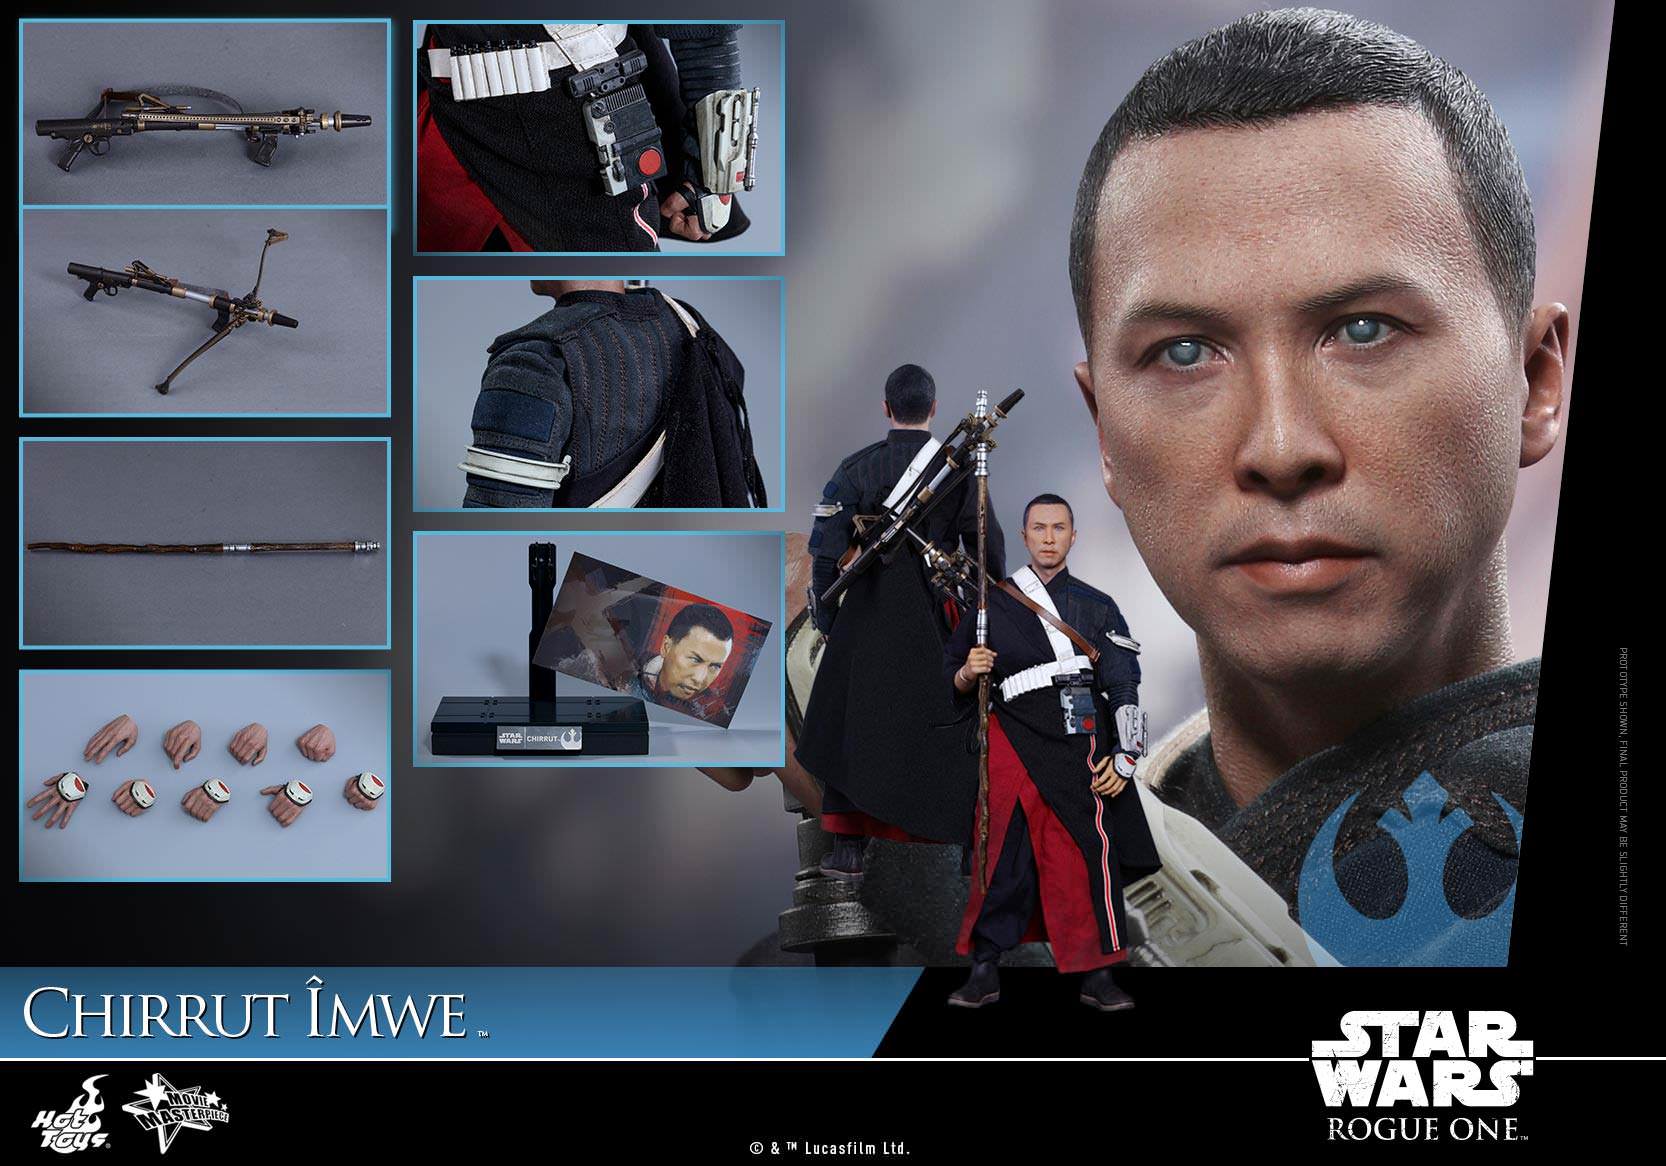 STAR WARS
CHIRRUT
PROTOTYPE SHOWN, FINAL PRODUCT MAY BE SLIGHTLY DIFFERENT
CHIRRUT ÎMWE™
STAR
WARS
ROGUE ONE™
Hot
Toys®
MOVIE
MASTERPIECE
© & ™ Lucasfilm Ltd.